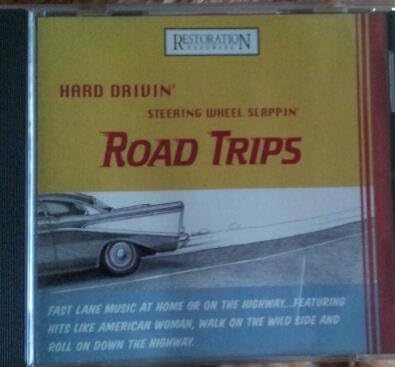 RESTORATION
HARDWARE
HARD DRIVIN'
STEERING WHEEL SLAPPIN'
ROAD TRIPS
FAST LANE MUSIC AT HOME OR ON THE HIGHWAY...FEATURING
HITS LIKE AMERICAN WOMAN, WALK ON THE WILD SIDE AND
ROLL ON DOWN THE HIGHWAY.